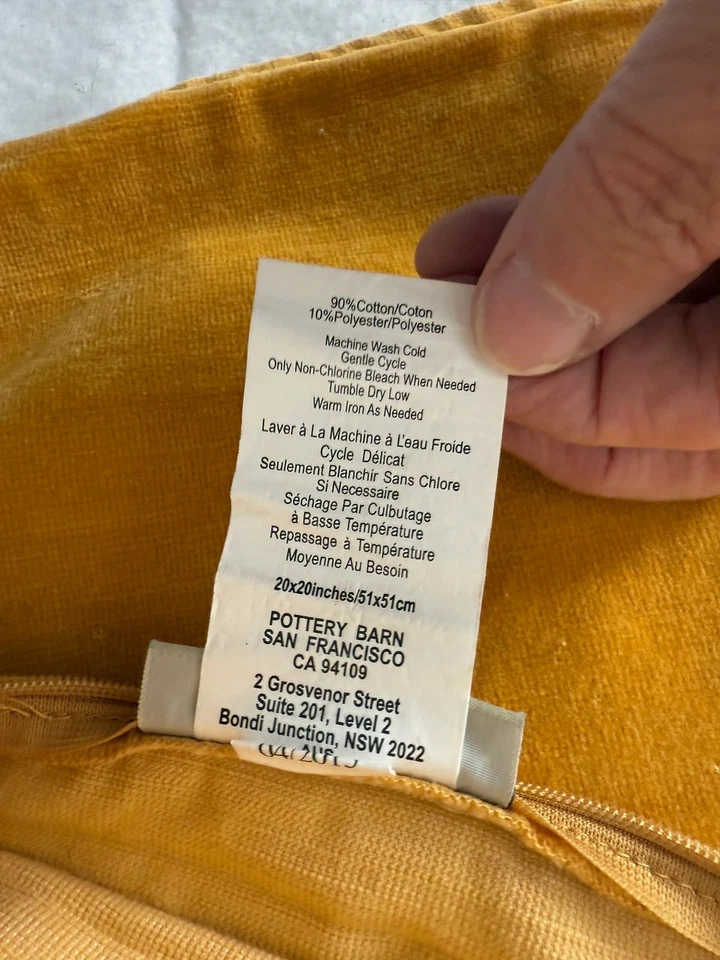 90%Cotton/Coton
10%Polyester/Polyester
Machine Wash Cold
Gentle Cycle
Only Non-Chlorine Bleach When Needed
Tumble Dry Low
Warm Iron As Needed
Laver à La Machine à L'eau Froide
Cycle Délicat
Seulement Blanchir Sans Chlore
Si Necessaire
Séchage Par Culbutage
à Basse Température
Repassage à Température
Moyenne Au Besoin
20x20inches/51x51cm
POTTERY BARN
SAN FRANCISCO
CA 94109
2 Grosvenor Street
Suite 201, Level 2
Bondi Junction, NSW 2022